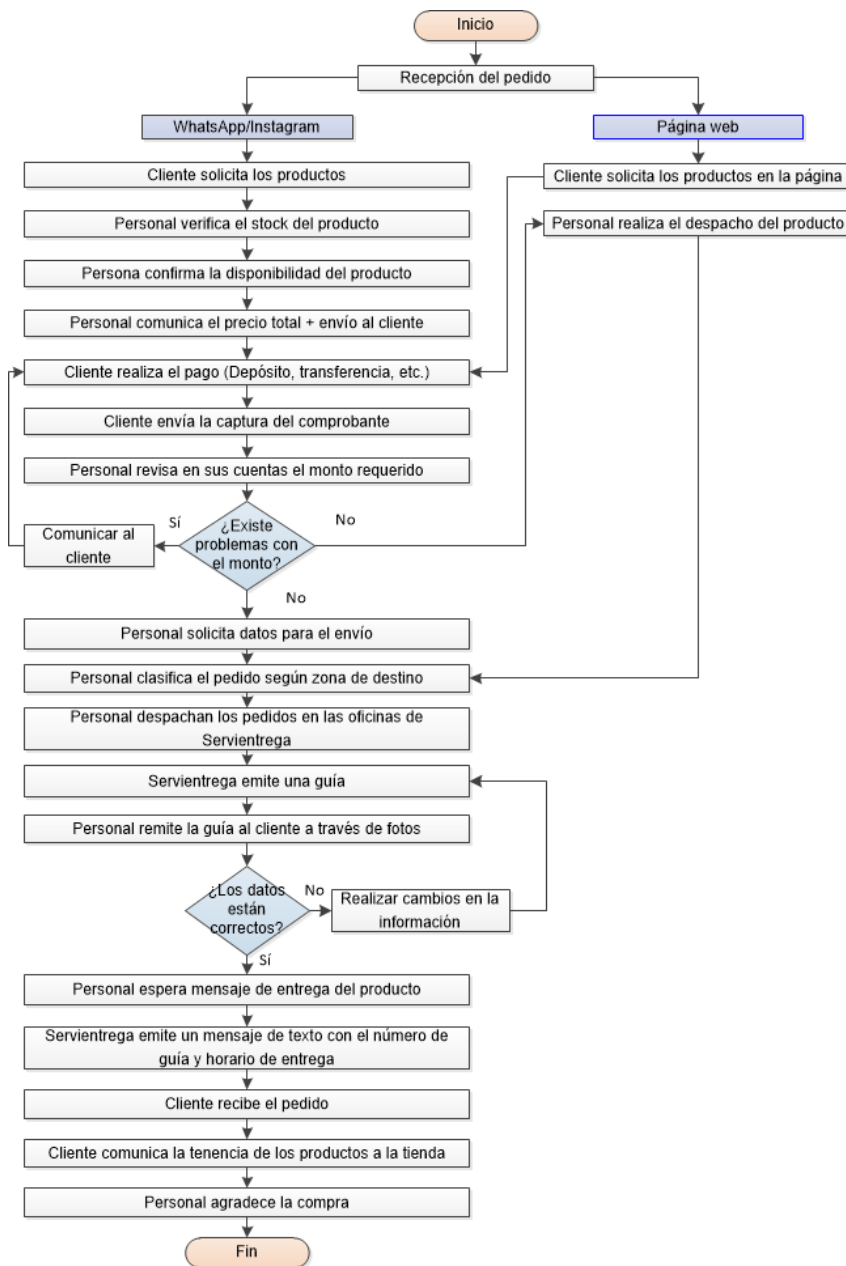 Inicio
Recepción del pedido
WhatsApp/Instagram
Página web
Cliente solicita los productos
Cliente solicita los productos en la página
Personal verifica el stock del producto
Personal realiza el despacho del producto
Persona confirma la disponibilidad del producto
Personal comunica el precio total + envío al cliente
Cliente realiza el pago (Depósito, transferencia, etc.)
Cliente envía la captura del comprobante
Personal revisa en sus cuentas el monto requerido
¿Existe
problemas con
el monto?
Sí
No
Comunicar al
cliente
No
Personal solicita datos para el envío
Personal clasifica el pedido según zona de destino
Personal despachan los pedidos en las oficinas de
Servientrega
Servientrega emite una guía
Personal remite la guía al cliente a través de fotos
¿Los datos
están
correctos?
No
Realizar cambios en la
información
Sí
Personal espera mensaje de entrega del producto
Servientrega emite un mensaje de texto con el número de
guía y horario de entrega
Cliente recibe el pedido
Cliente comunica la tenencia de los productos a la tienda
Personal agradece la compra
Fin